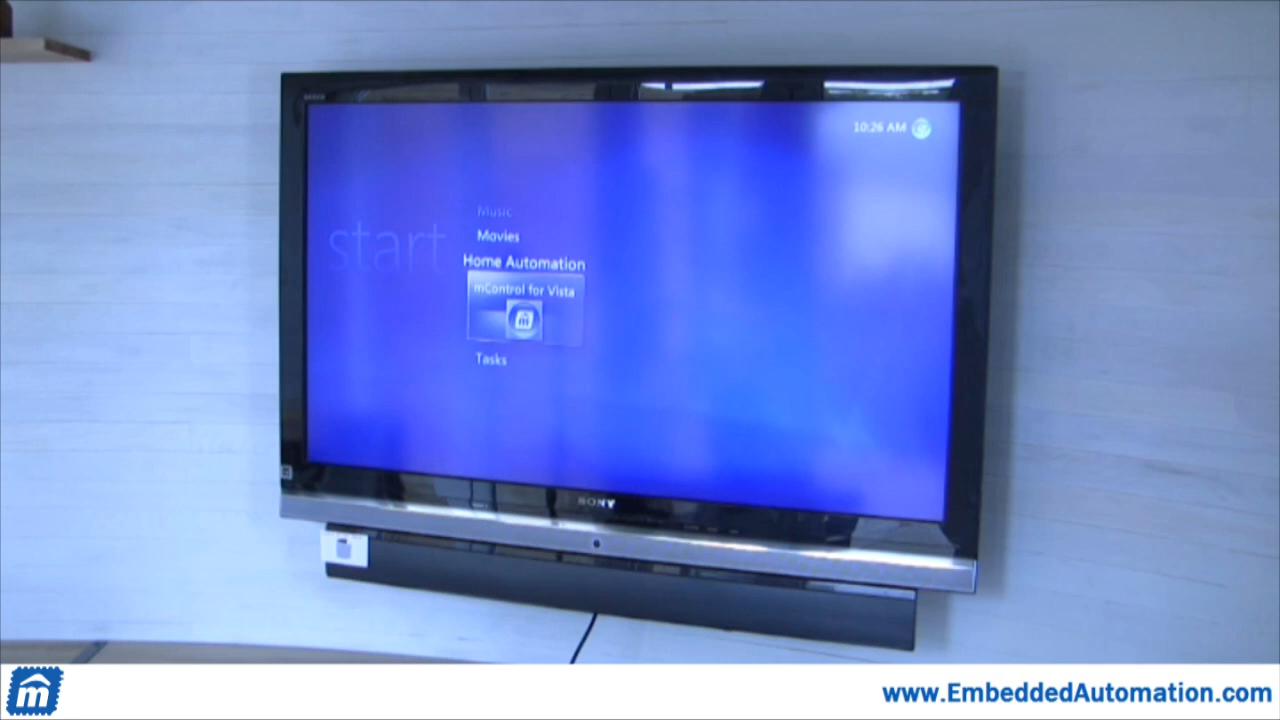 10:26 AM
Music
Movies
start
Home Automation
mControl for Vista
m
Tasks
SONY
m
www.EmbeddedAutomation.com